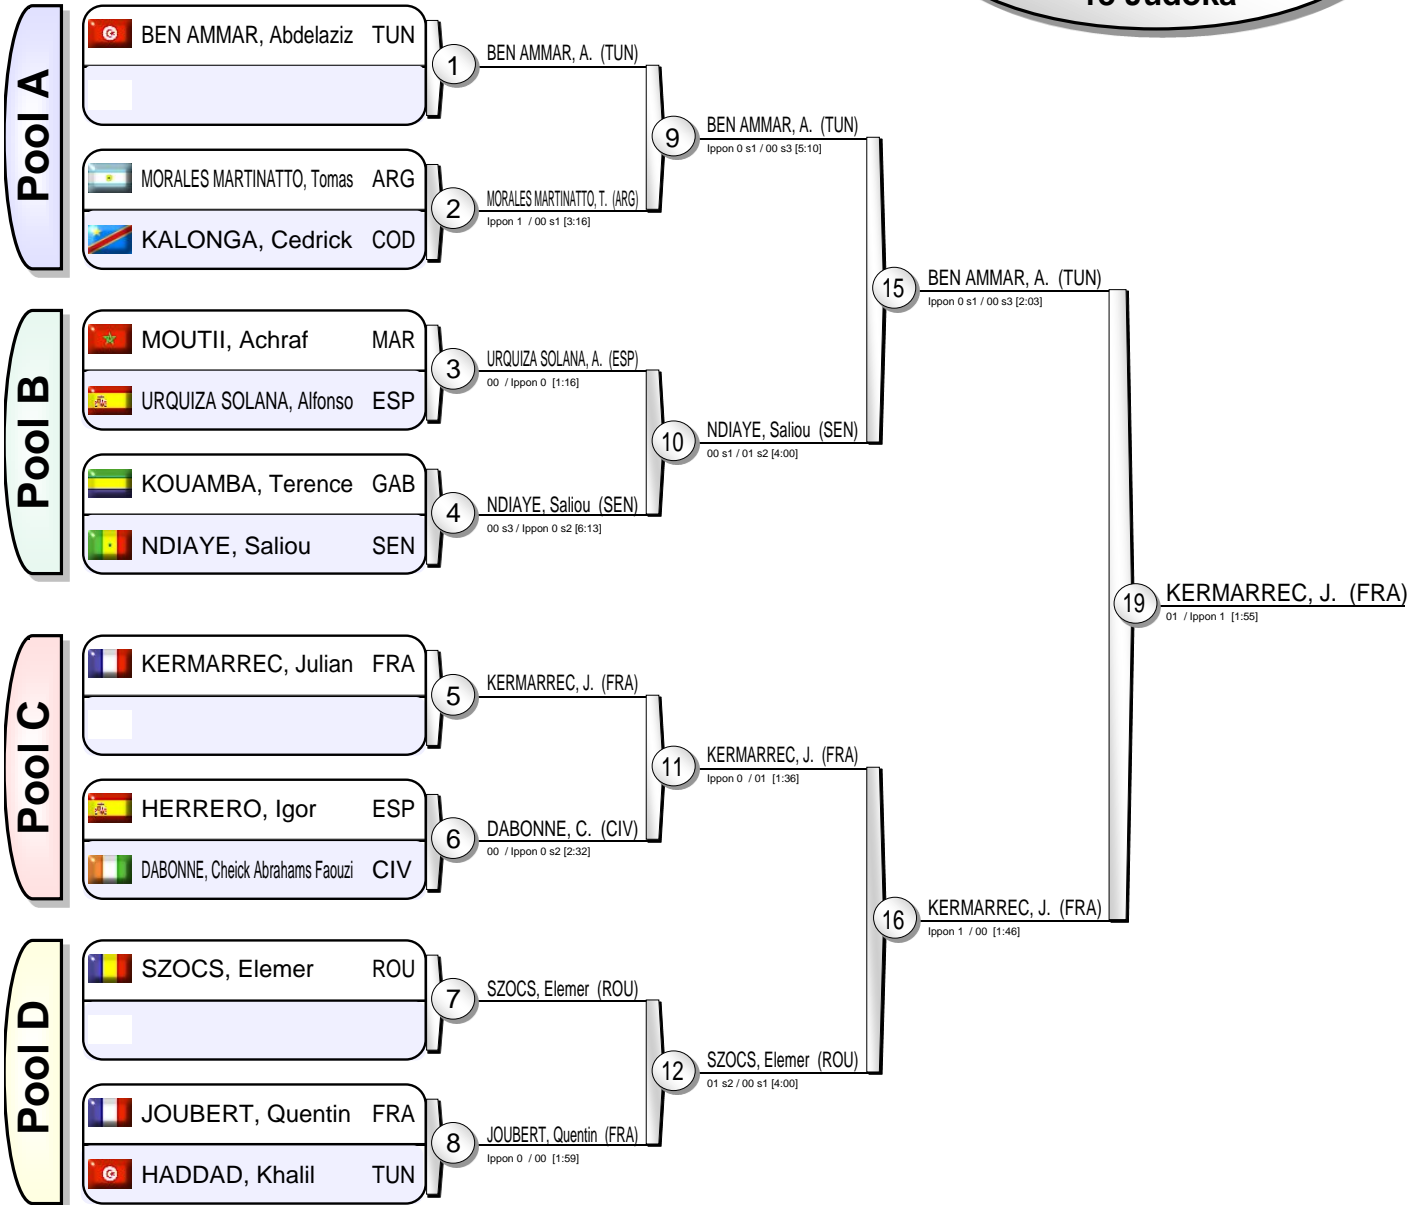 13 Judoka
Pool A
BEN AMMAR, Abdelaziz TUN
MORALES MARTINATTO, Tomas ARG
KALONGA, Cedrick COD
Pool B
MOUTII, Achraf MAR
URQUIZA SOLANA, Alfonso ESP
KOUAMBA, Terence GAB
NDIAYE, Saliou SEN
Pool C
KERMARREC, Julian FRA
HERRERO, Igor ESP
DABONNE, Cheick Abrahams Faouzi CIV
Pool D
SZOCS, Elemer ROU
JOUBERT, Quentin FRA
HADDAD, Khalil TUN
1
BEN AMMAR, A. (TUN)
2
MORALES MARTINATTO, T. (ARG)
Ippon 1 / 00 s1 [3:16]
3
URQUIZA SOLANA, A. (ESP)
00 / Ippon 0 [1:16]
4
NDIAYE, Saliou (SEN)
00 s3 / Ippon 0 s2 [6:13]
5
KERMARREC, J. (FRA)
6
DABONNE, C. (CIV)
00 / Ippon 0 s2 [2:32]
7
SZOCS, Elemer (ROU)
8
JOUBERT, Quentin (FRA)
Ippon 0 / 00 [1:59]
9
BEN AMMAR, A. (TUN)
Ippon 0 s1 / 00 s3 [5:10]
10
NDIAYE, Saliou (SEN)
00 s1 / 01 s2 [4:00]
11
KERMARREC, J. (FRA)
Ippon 0 / 01 [1:36]
12
SZOCS, Elemer (ROU)
01 s2 / 00 s1 [4:00]
15
BEN AMMAR, A. (TUN)
Ippon 0 s1 / 00 s3 [2:03]
16
KERMARREC, J. (FRA)
Ippon 1 / 00 [1:46]
19
KERMARREC, J. (FRA)
01 / Ippon 1 [1:55]